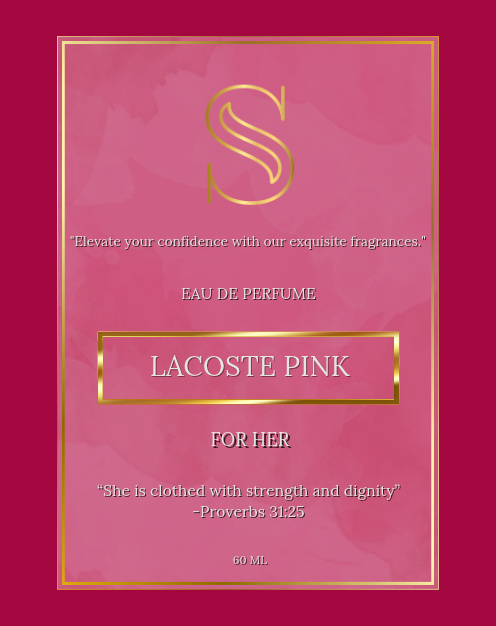 S
"Elevate your confidence with our exquisite fragrances."
EAU DE PERFUME
LACOSTE PINK
FOR HER
“She is clothed with strength and dignity”
-Proverbs 31:25
60 ML